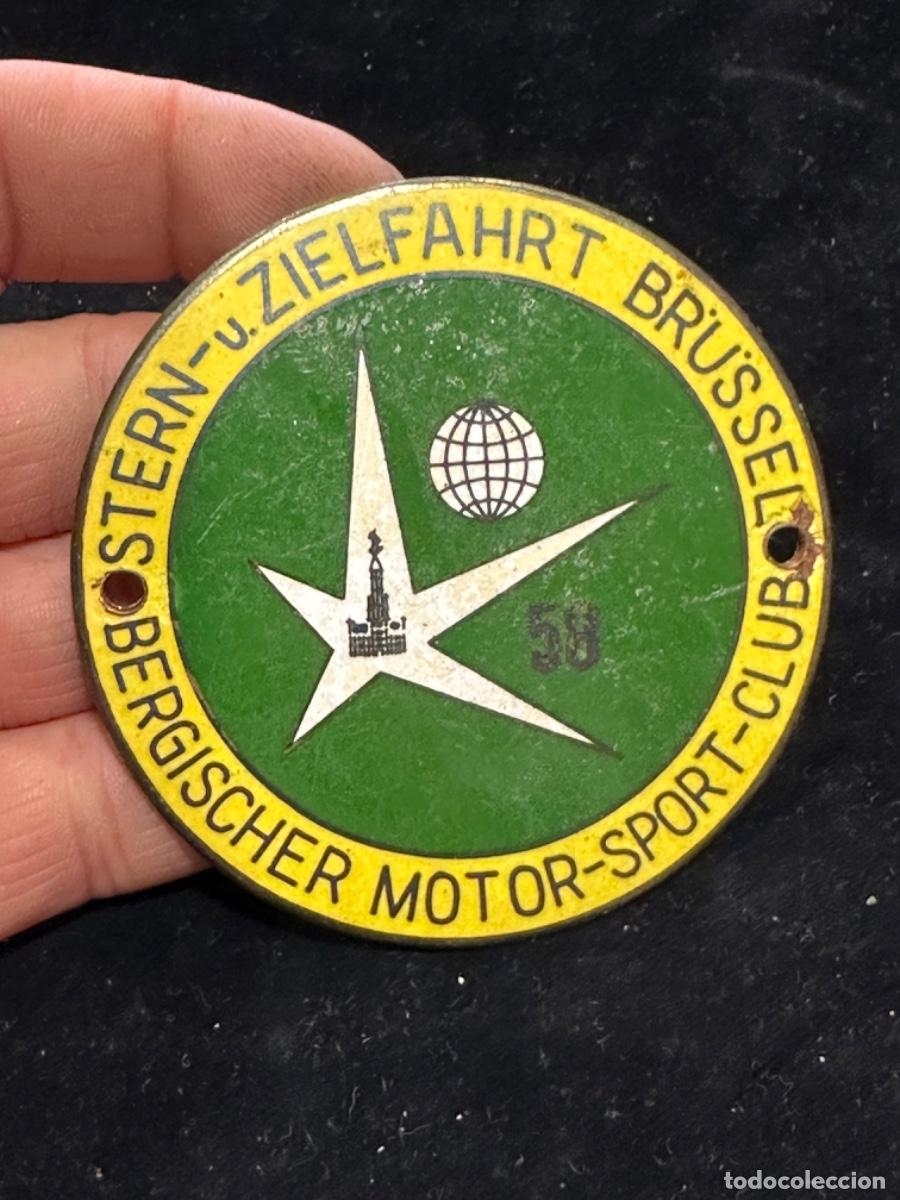 STERN- u. ZIELFAHRT BRÜSSEL
58
BERGISCHER MOTOR-SPORT-CLUB
todocoleccion